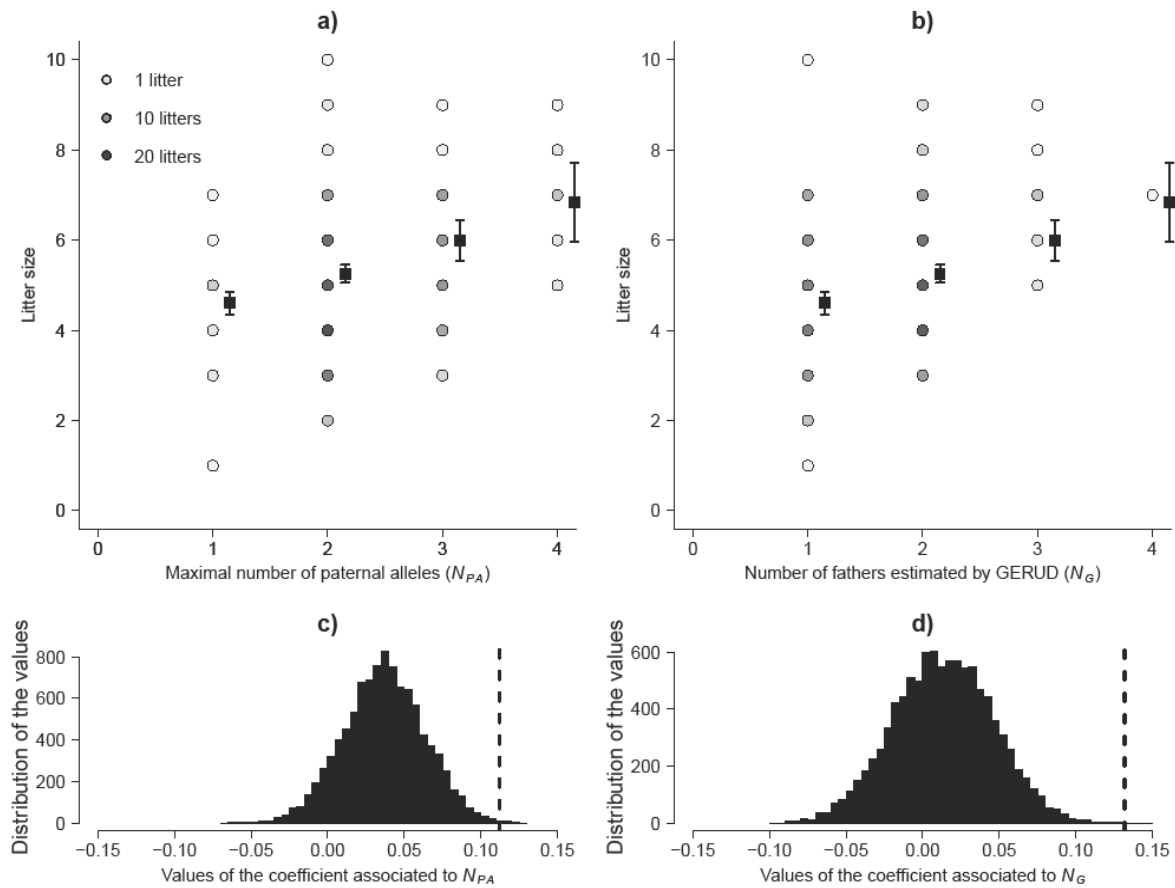 a)
10
8
6
4
2
0
Litter size
1 litter
10 litters
20 litters
0 1 2 3 4
Maximal number of paternal alleles (N_PA)
b)
10
8
6
4
2
0
Litter size
0 1 2 3 4
Number of fathers estimated by GERUD (N_G)
c)
800
600
400
200
0
Distribution of the values
−0.15 −0.10 −0.05 0.00 0.05 0.10 0.15
Values of the coefficient associated to N_PA
d)
600
400
200
0
Distribution of the values
−0.15 −0.10 −0.05 0.00 0.05 0.10 0.15
Values of the coefficient associated to N_G